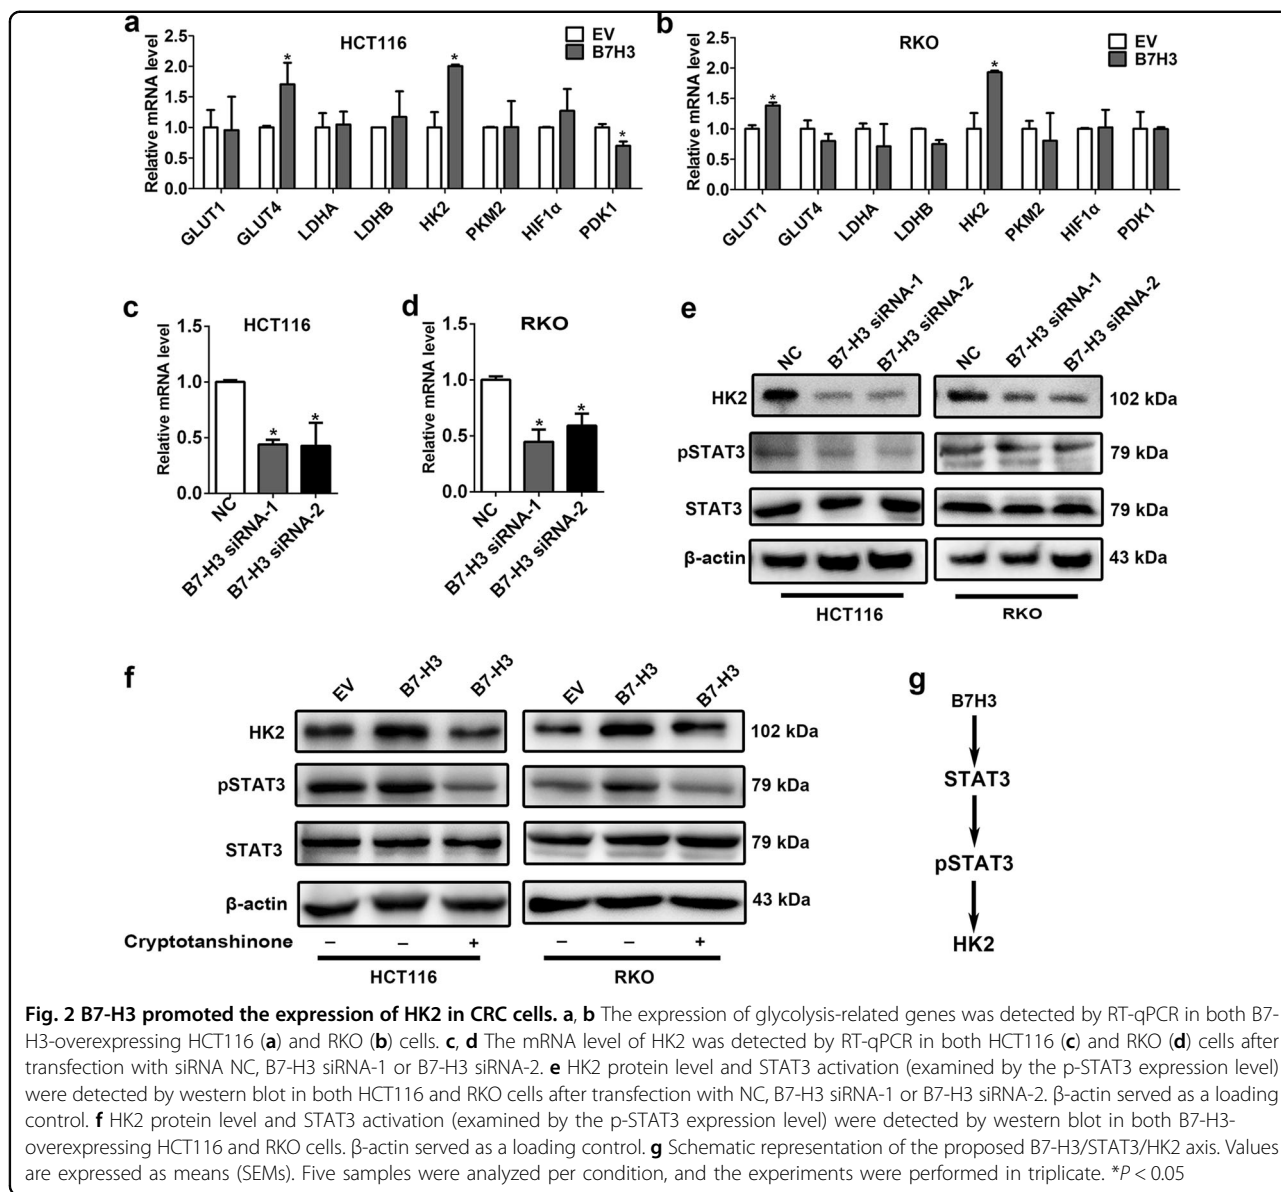 a
HCT116
EV
B7H3
Relative mRNA level
2.5
2.0
1.5
1.0
0.5
0.0
* * *
GLUT1 GLUT4 LDHA LDHB HK2 PKM2 HIF1α PDK1
b
RKO
EV
B7H3
Relative mRNA level
2.5
2.0
1.5
1.0
0.5
0.0
* *
GLUT1 GLUT4 LDHA LDHB HK2 PKM2 HIF1α PDK1
c
HCT116
Relative mRNA level
1.5
1.0
0.5
0.0
* *
NC B7-H3 siRNA-1 B7-H3 siRNA-2
d
RKO
Relative mRNA level
1.5
1.0
0.5
0.0
* *
NC B7-H3 siRNA-1 B7-H3 siRNA-2
e
NC B7-H3 siRNA-1 B7-H3 siRNA-2 NC B7-H3 siRNA-1 B7-H3 siRNA-2
HK2 102 kDa
pSTAT3 79 kDa
STAT3 79 kDa
β-actin 43 kDa
HCT116 RKO
f
EV B7-H3 B7-H3 EV B7-H3 B7-H3
HK2 102 kDa
pSTAT3 79 kDa
STAT3 79 kDa
β-actin 43 kDa
Cryptotanshinone – – + – – +
HCT116 RKO
g
B7H3
STAT3
pSTAT3
HK2
Fig. 2 B7-H3 promoted the expression of HK2 in CRC cells. a, b The expression of glycolysis-related genes was detected by RT-qPCR in both B7-
H3-overexpressing HCT116 (a) and RKO (b) cells. c, d The mRNA level of HK2 was detected by RT-qPCR in both HCT116 (c) and RKO (d) cells after
transfection with siRNA NC, B7-H3 siRNA-1 or B7-H3 siRNA-2. e HK2 protein level and STAT3 activation (examined by the p-STAT3 expression level)
were detected by western blot in both HCT116 and RKO cells after transfection with NC, B7-H3 siRNA-1 or B7-H3 siRNA-2. β-actin served as a loading
control. f HK2 protein level and STAT3 activation (examined by the p-STAT3 expression level) were detected by western blot in both B7-H3-
overexpressing HCT116 and RKO cells. β-actin served as a loading control. g Schematic representation of the proposed B7-H3/STAT3/HK2 axis. Values
are expressed as means (SEMs). Five samples were analyzed per condition, and the experiments were performed in triplicate. *P < 0.05